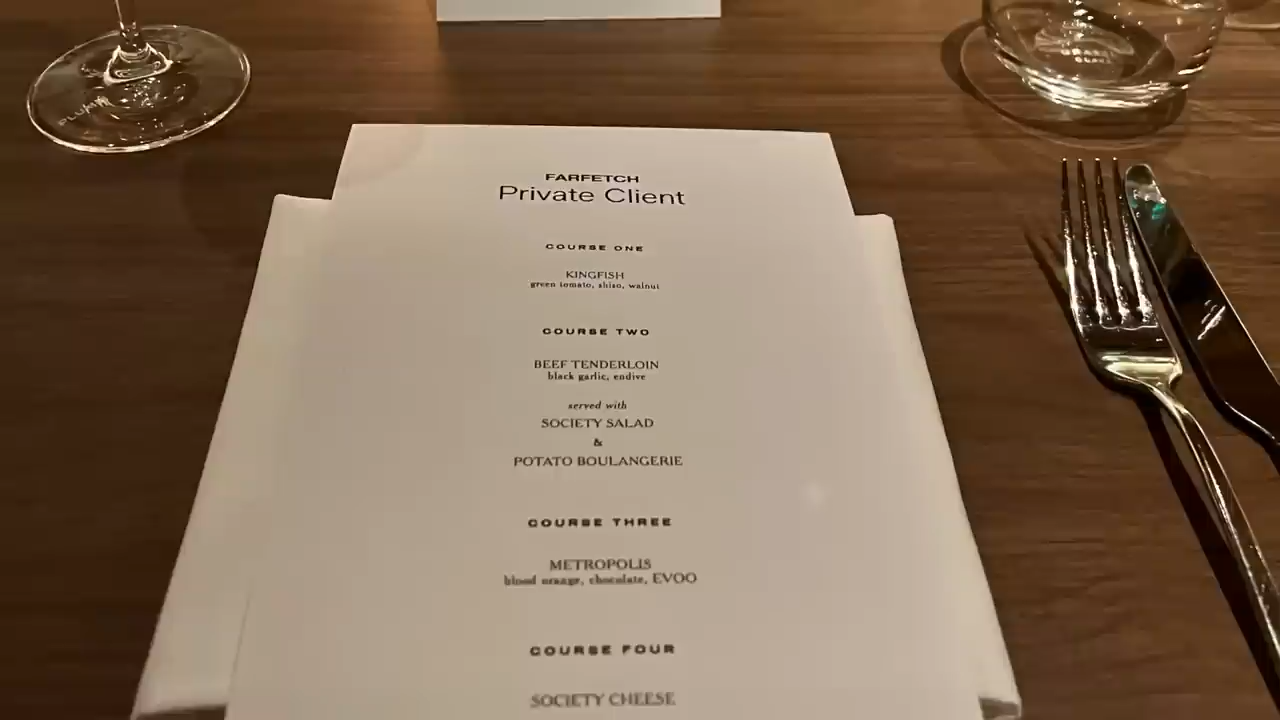 FARFETCH
Private Client
COURSE ONE
KINGFISH
green tomato, shiso, walnut
COURSE TWO
BEEF TENDERLOIN
black garlic, endive
served with
SOCIETY SALAD
&
POTATO BOULANGERIE
COURSE THREE
METROPOLIS
blood orange, chocolate, EVOO
COURSE FOUR
SOCIETY CHEESE